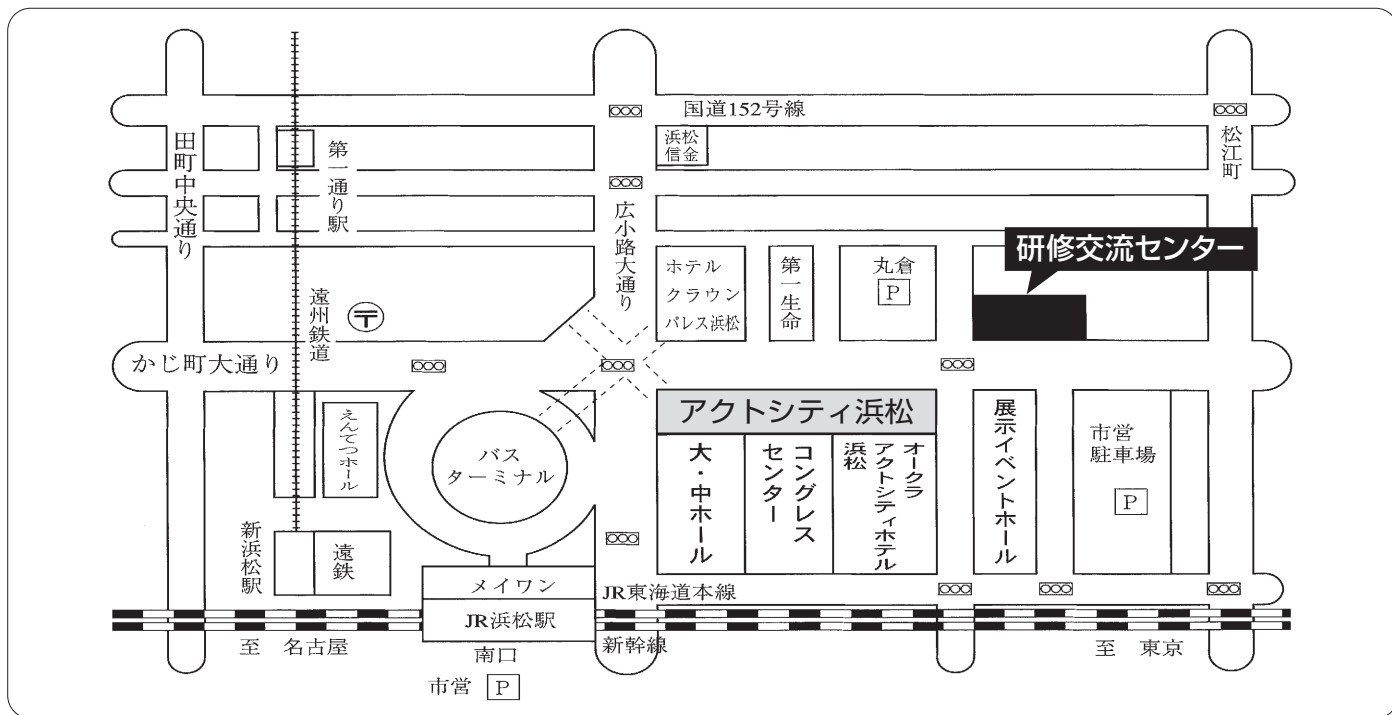 国道152号線
浜松
信金
松江町
田町中央通り
第一通り駅
広小路大通り
研修交流センター
ホテル
クラウン
パレス浜松
第一生命
丸倉
P
遠州鉄道
〒
かじ町大通り
アクトシティ浜松
えんてつホール
バス
ターミナル
大・中ホール
コングレス
センター
オークラ
アクトシティホテル
浜松
展示イベントホール
市営
駐車場
P
新浜松駅
遠鉄
メイワン
JR東海道本線
JR浜松駅
至 名古屋
南口
新幹線
至 東京
市営 P